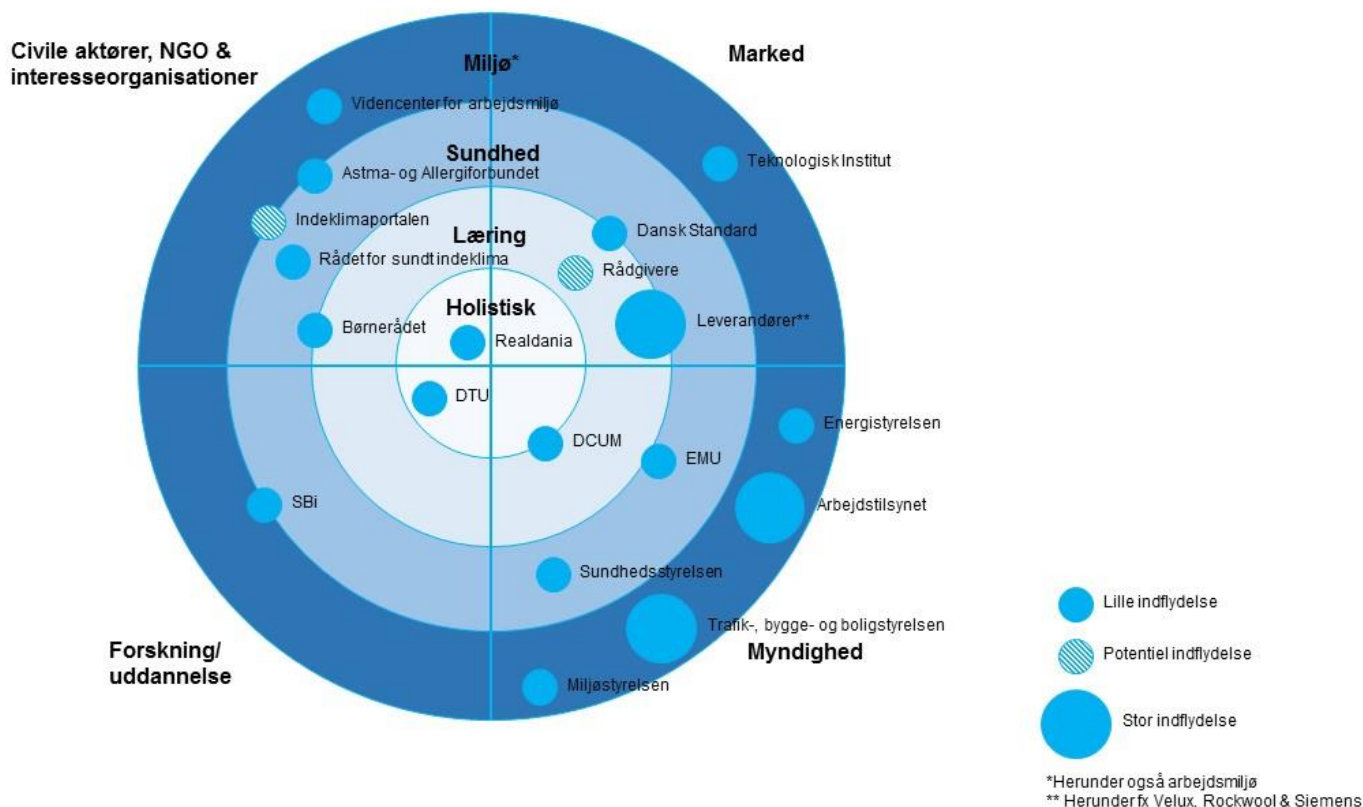 Civile aktører, NGO &
interesseorganisationer
Miljø*
Marked
Videncenter for arbejdsmiljø
Sundhed
Teknologisk Institut
Astma- og Allergiforbundet
Indeklimaportalen
Læring
Dansk Standard
Rådet for sundt indeklima
Rådgivere
Holistisk
Børnerådet
Realdania
Leverandører**
DTU
DCUM
EMU
Energistyrelsen
SBi
Arbejdstilsynet
Sundhedsstyrelsen
Trafik-, bygge- og boligstyrelsen
Forskning/
uddannelse
Myndighed
Miljøstyrelsen
Lille indflydelse
Potentiel indflydelse
Stor indflydelse
*Herunder også arbejdsmiljø
** Herunder fx Velux, Rockwool & Siemens